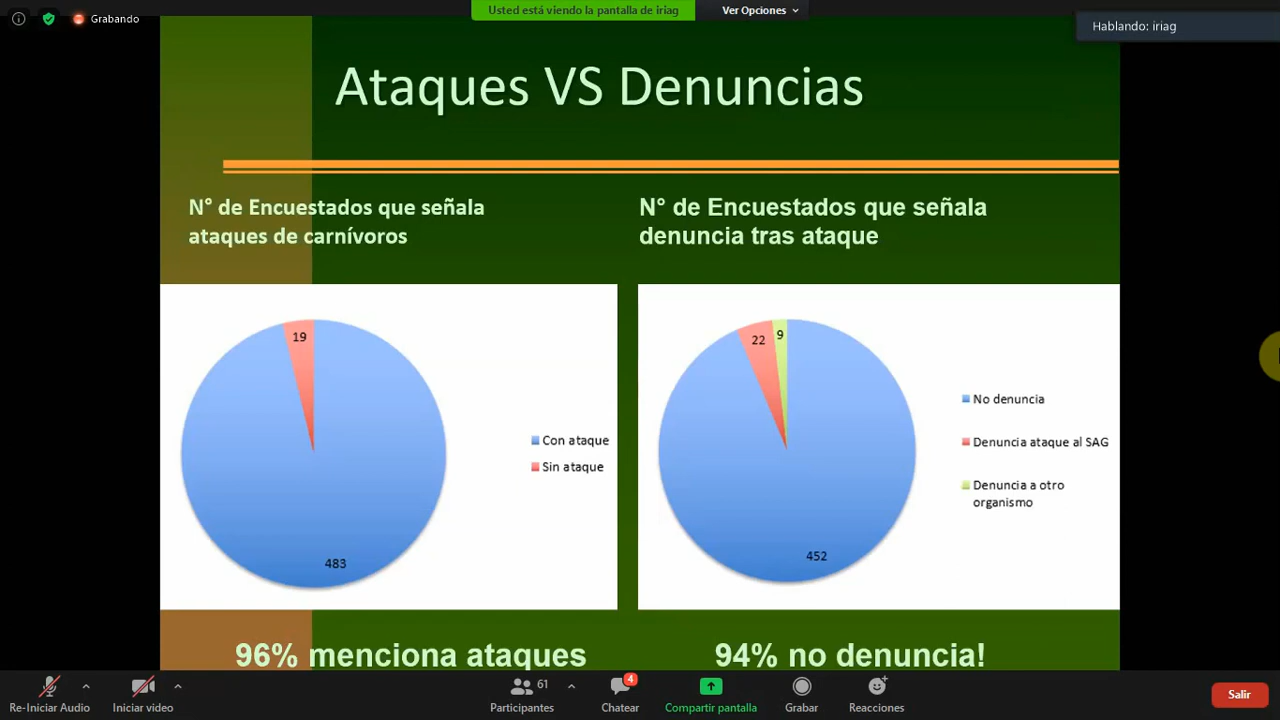 Grabando
Usted está viendo la pantalla de iriag
Ver Opciones
Hablando: iriag
Ataques VS Denuncias
N° de Encuestados que señala
ataques de carnívoros
N° de Encuestados que señala
denuncia tras ataque
19
483
Con ataque
Sin ataque
22
9
452
No denuncia
Denuncia ataque al SAG
Denuncia a otro
organismo
96% menciona ataques
94% no denuncia!
Re-Iniciar Audio
Iniciar video
61
Participantes
4
Chatear
Compartir pantalla
Grabar
Reacciones
Salir